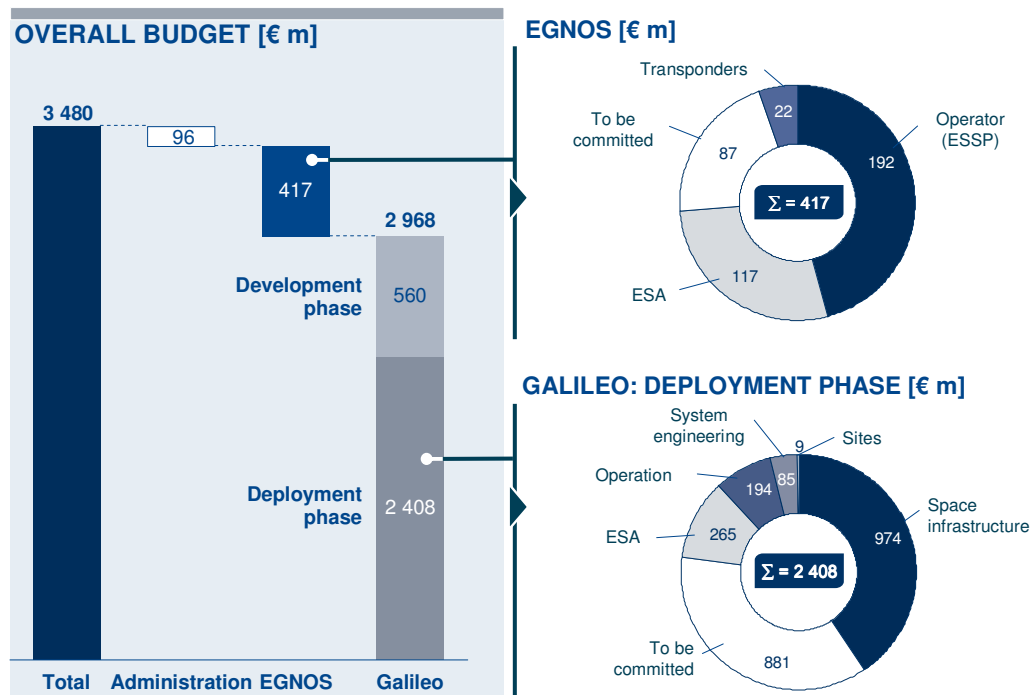 OVERALL BUDGET [€ m]
3 480
96
417
2 968
Development
phase
560
Deployment
phase
2 408
Total
Administration
EGNOS
Galileo
EGNOS [€ m]
Transponders
To be
committed
22
Operator
(ESSP)
87
192
Σ = 417
117
ESA
GALILEO: DEPLOYMENT PHASE [€ m]
System
engineering
9
Sites
Operation
85
194
Space
infrastructure
ESA
265
974
Σ = 2 408
To be
committed
881